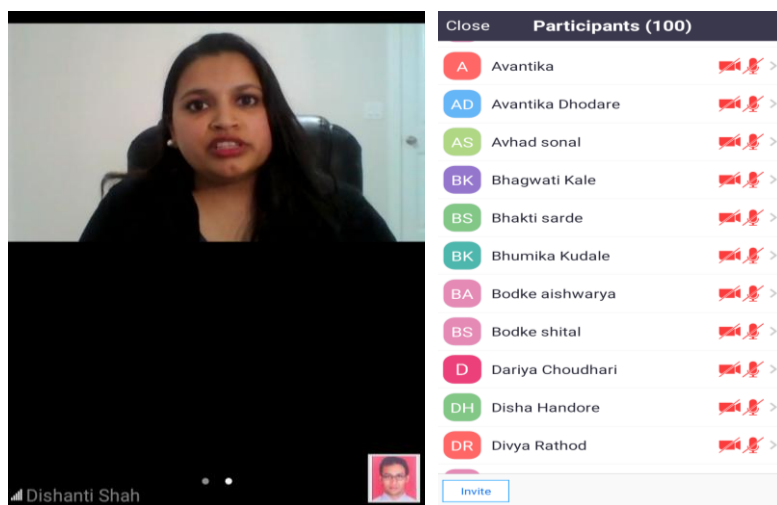 Dishanti Shah
Close Participants (100)
A Avantika
AD Avantika Dhodare
AS Avhad sonal
BK Bhagwati Kale
BS Bhakti sarde
BK Bhumika Kudale
BA Bodke aishwarya
BS Bodke shital
D Dariya Choudhari
DH Disha Handore
DR Divya Rathod
Invite